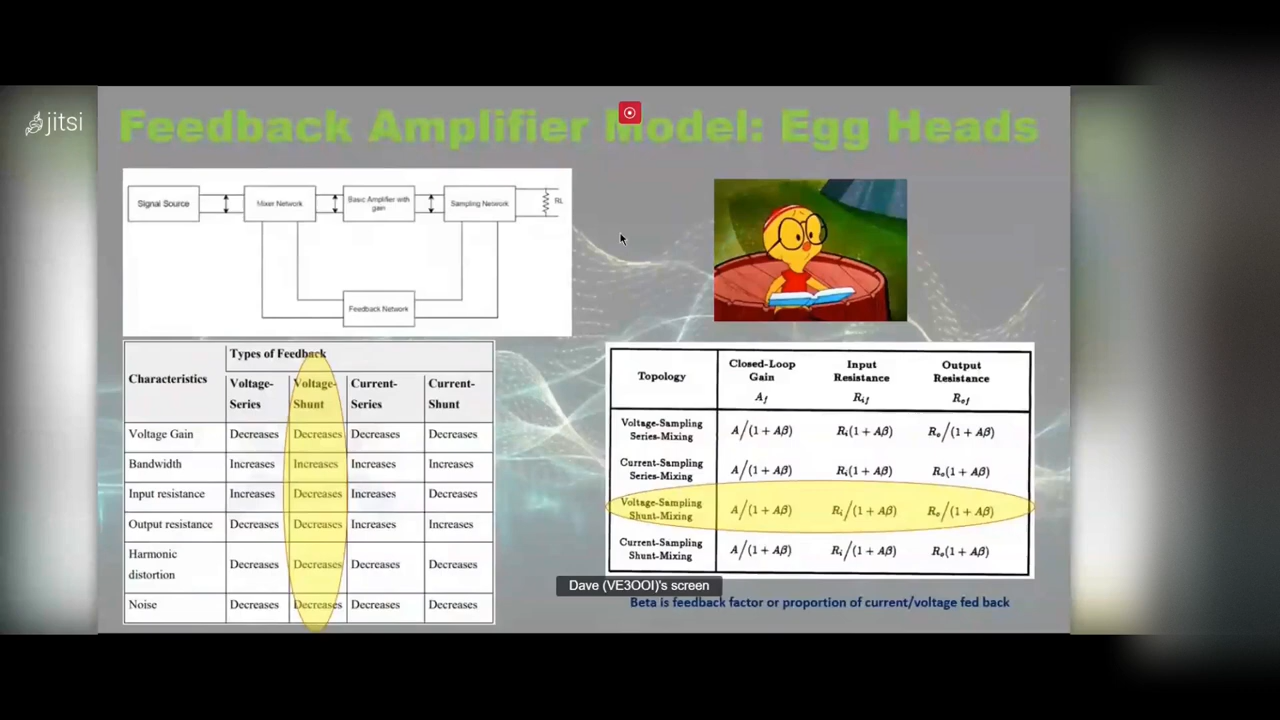 jitsi
Feedback Amplifier Model: Egg Heads
Signal Source
Mixer Network
Basic Amplifier with
gain
Sampling Network
RL
Feedback Network
Characteristics
Types of Feedback
Voltage-
Series
Voltage-
Shunt
Current-
Series
Current-
Shunt
Voltage Gain Decreases Decreases Decreases Decreases
Bandwidth Increases Increases Increases Increases
Input resistance Increases Decreases Increases Decreases
Output resistance Decreases Decreases Increases Increases
Harmonic
distortion
Decreases Decreases Decreases Decreases
Noise Decreases Decreases Decreases Decreases
Topology
Closed-Loop
Gain
Af
Input
Resistance
Rif
Output
Resistance
Rof
Voltage-Sampling
Series-Mixing
A/(1 + Aβ) Ri(1 + Aβ) Ro/(1 + Aβ)
Current-Sampling
Series-Mixing
A/(1 + Aβ) Ri(1 + Aβ) Ro(1 + Aβ)
Voltage-Sampling
Shunt-Mixing
A/(1 + Aβ) Ri/(1 + Aβ) Ro/(1 + Aβ)
Current-Sampling
Shunt-Mixing
A/(1 + Aβ) Ri/(1 + Aβ) Ro(1 + Aβ)
Dave (VE3OOI)'s screen
Beta is feedback factor or proportion of current/voltage fed back